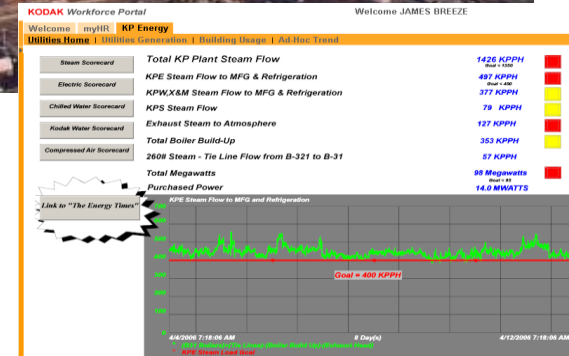 KODAK Workforce Portal
Welcome JAMES BREEZE
Welcome myHR KP Energy
Utilities Home | Utilities Generation | Building Usage | Ad-Hoc Trend
Steam Scorecard
Electric Scorecard
Chilled Water Scorecard
Kodak Water Scorecard
Compressed Air Scorecard
Link to "The Energy Times"
Total KP Plant Steam Flow 1426 KPPH
Goal < 1350
KPE Steam Flow to MFG & Refrigeration 497 KPPH
Goal < 400
KPW,X&M Steam Flow to MFG & Refrigeration 377 KPPH
KPS Steam Flow 79 KPPH
Exhaust Steam to Atmosphere 127 KPPH
Total Boiler Build-Up 353 KPPH
260# Steam - Tie Line Flow from B-321 to B-31 57 KPPH
Total Megawatts 98 Megawatts
Purchased Power 14.0 MWATTS
KPE Steam Flow to MFG and Refrigeration
Goal = 400 KPPH
4/4/2006 7:18:06 AM 8 Day(s) 4/12/2006 7:18:06 AM
KPE Steam Load Goal